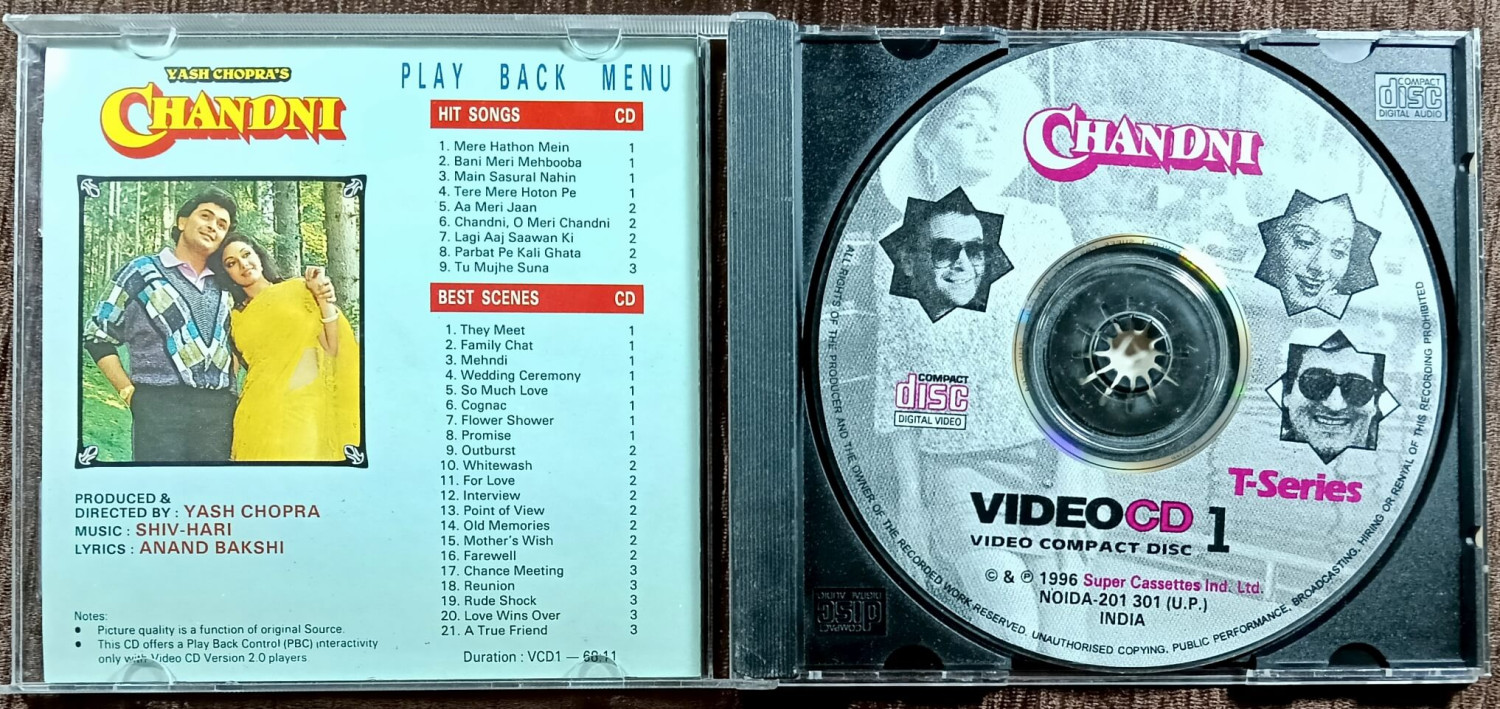 YASH CHOPRA'S
CHANDNI
PRODUCED &
DIRECTED BY : YASH CHOPRA
MUSIC : SHIV-HARI
LYRICS : ANAND BAKSHI
Notes:
• Picture quality is a function of original Source.
• This CD offers a Play Back Control (PBC) interactivity
only with Video CD Version 2.0 players
PLAY BACK MENU
HIT SONGS CD
1. Mere Hathon Mein 1
2. Bani Meri Mehbooba 1
3. Main Sasural Nahin 1
4. Tere Mere Hoton Pe 1
5. Aa Meri Jaan 2
6. Chandni, O Meri Chandni 2
7. Lagi Aaj Saawan Ki 2
8. Parbat Pe Kali Ghata 2
9. Tu Mujhe Suna 3
BEST SCENES CD
1. They Meet 1
2. Family Chat 1
3. Mehndi 1
4. Wedding Ceremony 1
5. So Much Love 1
6. Cognac 1
7. Flower Shower 1
8. Promise 1
9. Outburst 2
10. Whitewash 2
11. For Love 2
12. Interview 2
13. Point of View 2
14. Old Memories 2
15. Mother's Wish 2
16. Farewell 2
17. Chance Meeting 3
18. Reunion 3
19. Rude Shock 3
20. Love Wins Over 3
21. A True Friend 3
Duration : VCD1 — 66:11
CHANDNI
COMPACT
disc
DIGITAL AUDIO
COMPACT
disc
DIGITAL VIDEO
T-Series
VIDEO CD 1
VIDEO COMPACT DISC
© & ℗ 1996 Super Cassettes Ind. Ltd.
NOIDA-201 301 (U.P.)
INDIA
ALL RIGHTS OF THE PRODUCER AND THE OWNER OF THE RECORDED WORK RESERVED. UNAUTHORISED COPYING, PUBLIC PERFORMANCE, BROADCASTING, HIRING OR RENTAL OF THIS RECORDING PROHIBITED
COMPACT
disc
DIGITAL AUDIO